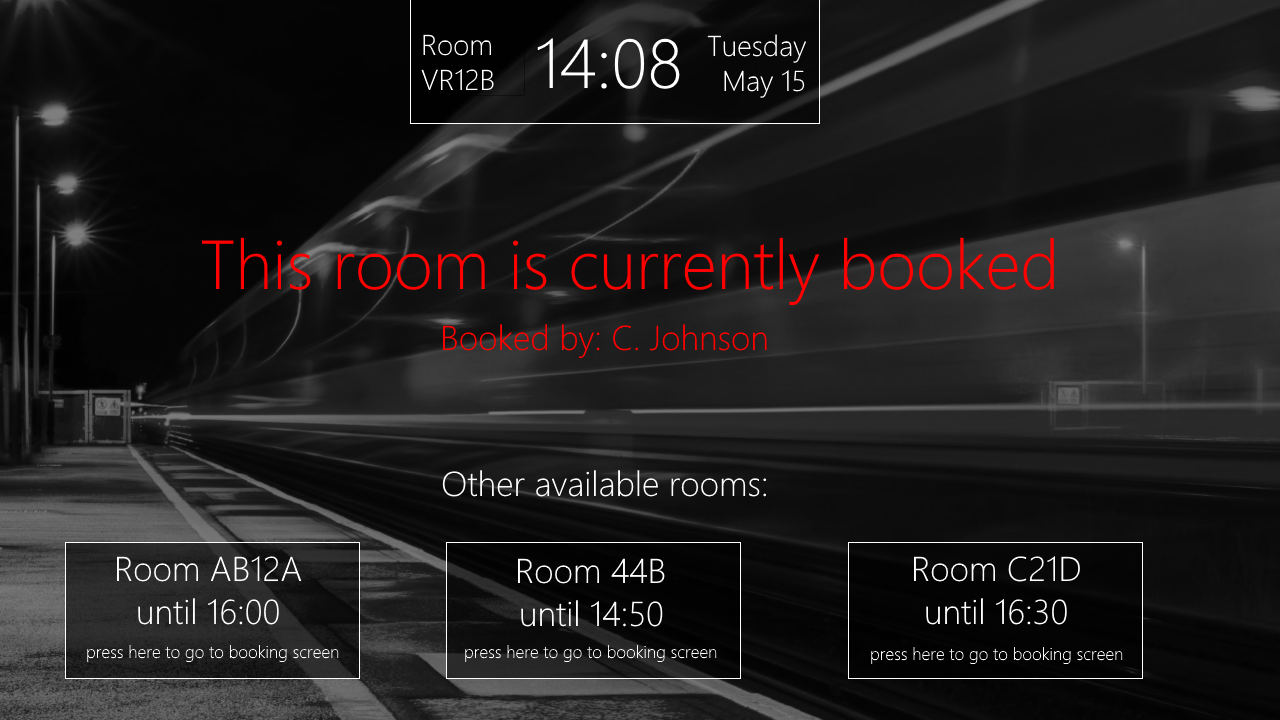 Room
VR12B
14:08
Tuesday
May 15
This room is currently booked
Booked by: C. Johnson
Other available rooms:
Room AB12A
until 16:00
press here to go to booking screen
Room 44B
until 14:50
press here to go to booking screen
Room C21D
until 16:30
press here to go to booking screen